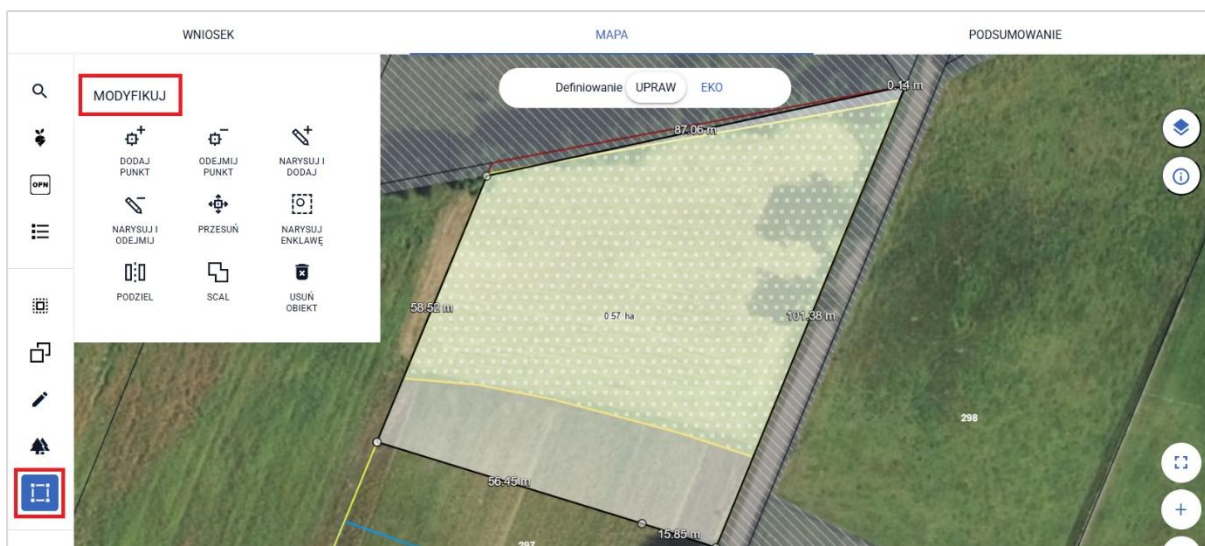 WNIOSEK
MAPA
PODSUMOWANIE
MODYFIKUJ
Definiowanie UPRAW EKO
DODAJ
PUNKT
ODEJMIJ
PUNKT
NARYSUJ I
DODAJ
NARYSUJ I
ODEJMIJ
PRZESUŃ
NARYSUJ
ENKLAWĘ
PODZIEL
SCAL
USUŃ
OBIEKT
OPN
0.14 m
87.06 m
58.52 m
0.57 ha
101.38 m
298
56.45 m
15.85 m
297